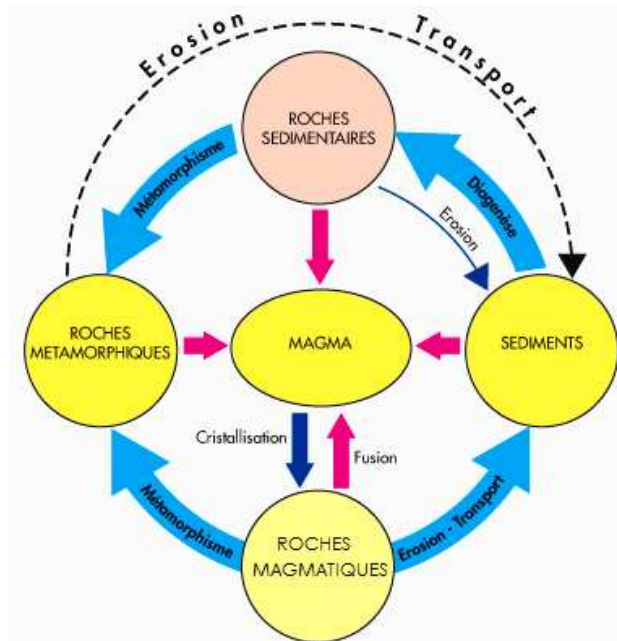 Erosion Transport
ROCHES
SEDIMENTAIRES
Métamorphisme
Diagenèse
Erosion
ROCHES
METAMORPHIQUES
MAGMA
SEDIMENTS
Cristallisation
Fusion
Métamorphisme
Erosion - Transport
ROCHES
MAGMATIQUES